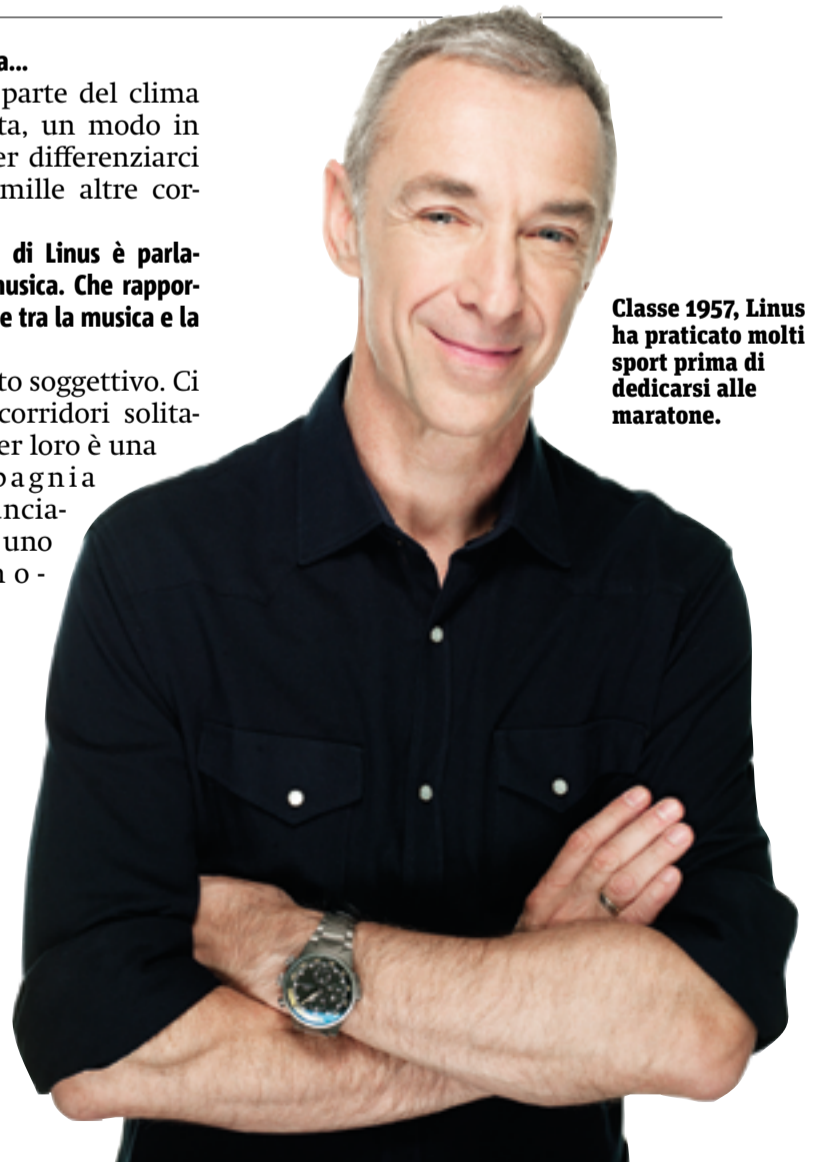 a...
parte del clima
ta, un modo in
er differenziarci
mille altre cor-
di Linus è parla-
musica. Che rappor-
e tra la musica e la
to soggettivo. Ci
corridori solita-
er loro è una
pagnia
ncia-
uno
no-
Classe 1957, Linus
ha praticato molti
sport prima di
dedicarsi alle
maratone.